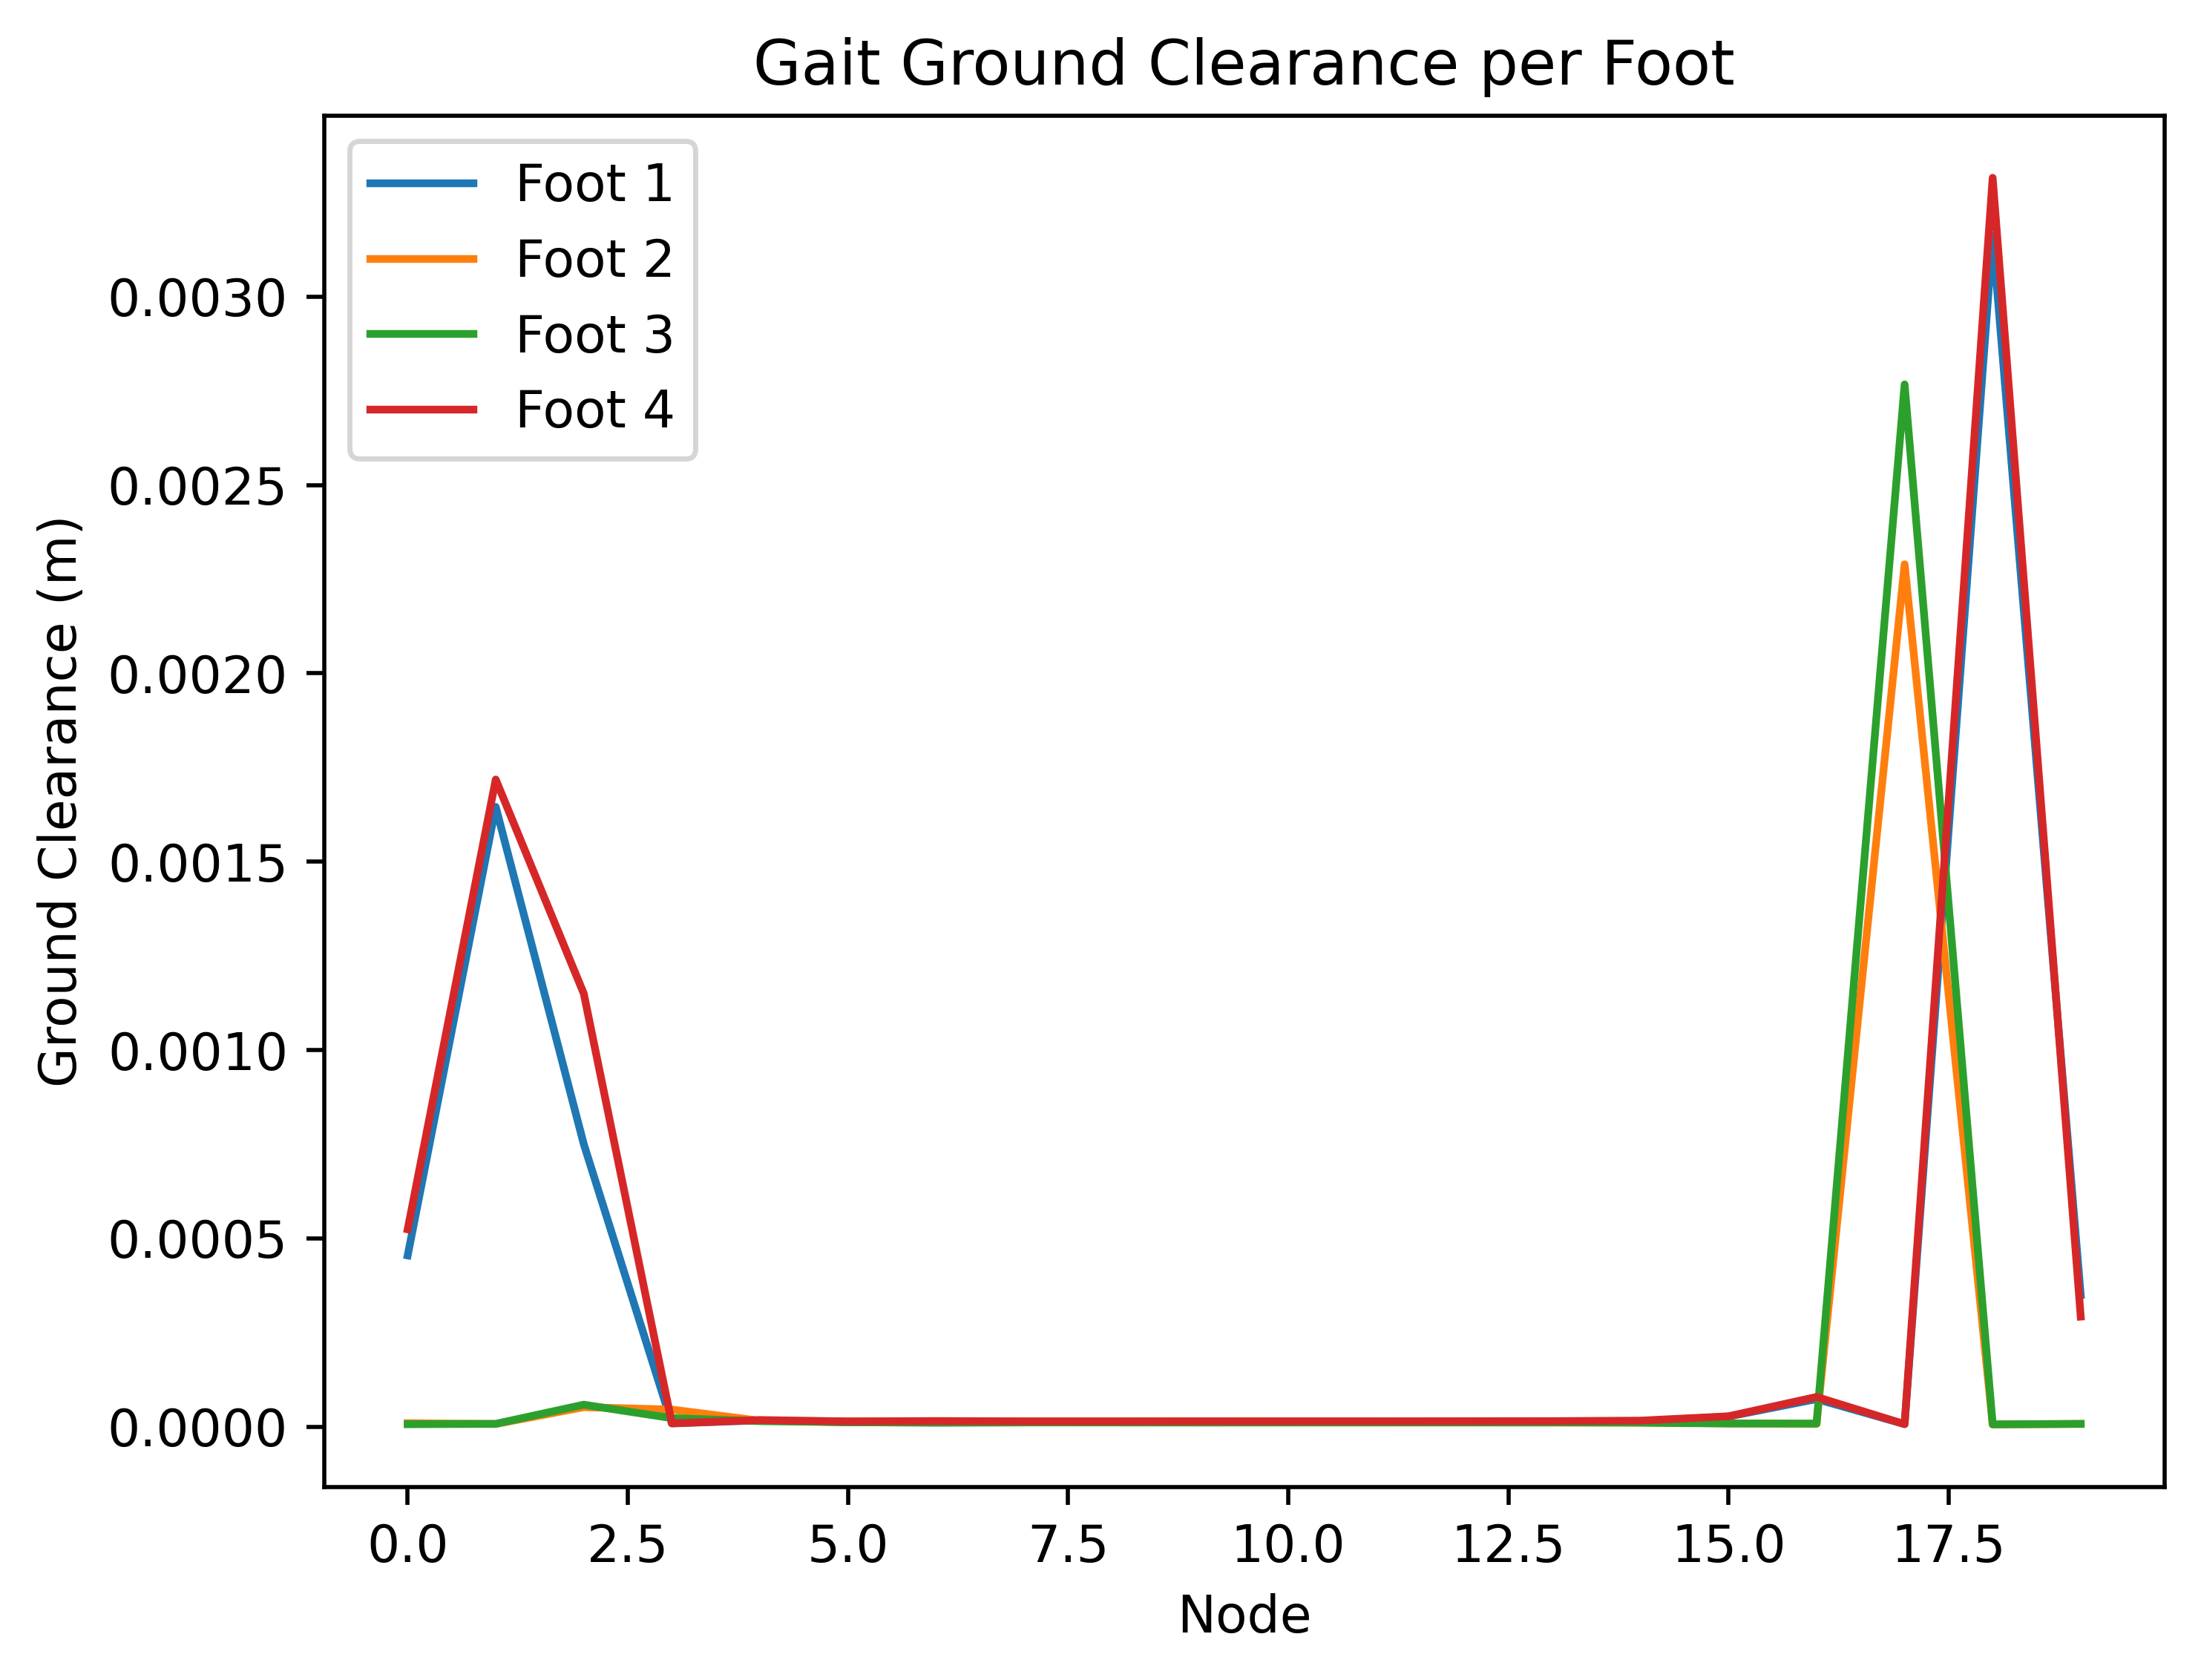 Gait Ground Clearance per Foot
Foot 1
Foot 2
Foot 3
Foot 4
0.0030
0.0025
0.0020
0.0015
0.0010
0.0005
0.0000
Ground Clearance (m)
0.0 2.5 5.0 7.5 10.0 12.5 15.0 17.5
Node